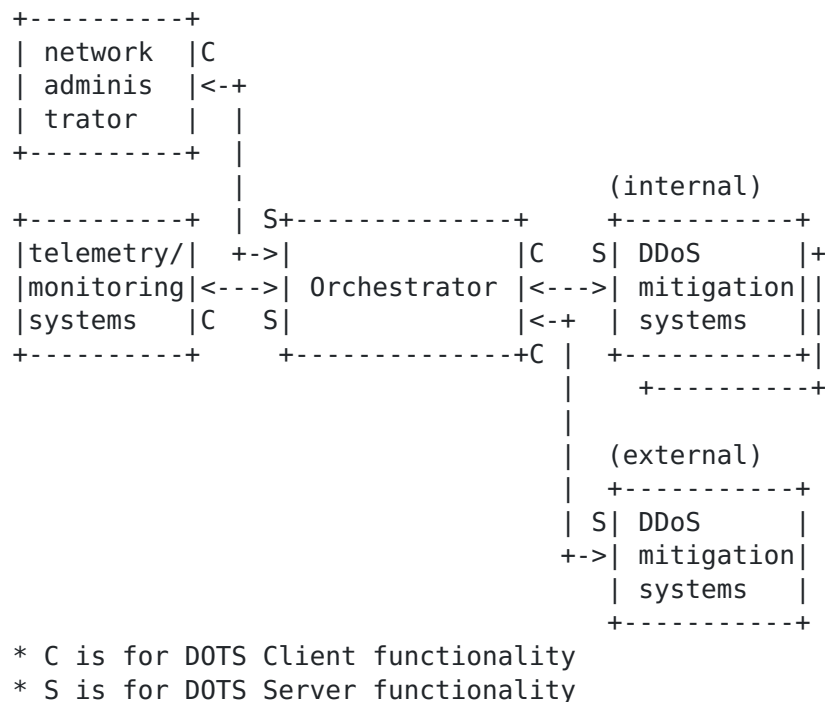 +----------+
| network  |C
| adminis  |<-+
| trator   |  |
+----------+  |
              |                      (internal)
+----------+  | S+--------------+     +-----------+
|telemetry/|  +->|              |C   S| DDoS      |+
|monitoring|<--->| Orchestrator |<--->| mitigation||
|systems   |C   S|              |<-+  | systems   ||
+----------+     +--------------+C |  +-----------+|
                                   |    +----------+
                                   |
                                   |  (external)
                                   |  +-----------+
                                   | S| DDoS      |
                                   +->| mitigation|
                                      | systems   |
                                      +-----------+
* C is for DOTS Client functionality
* S is for DOTS Server functionality